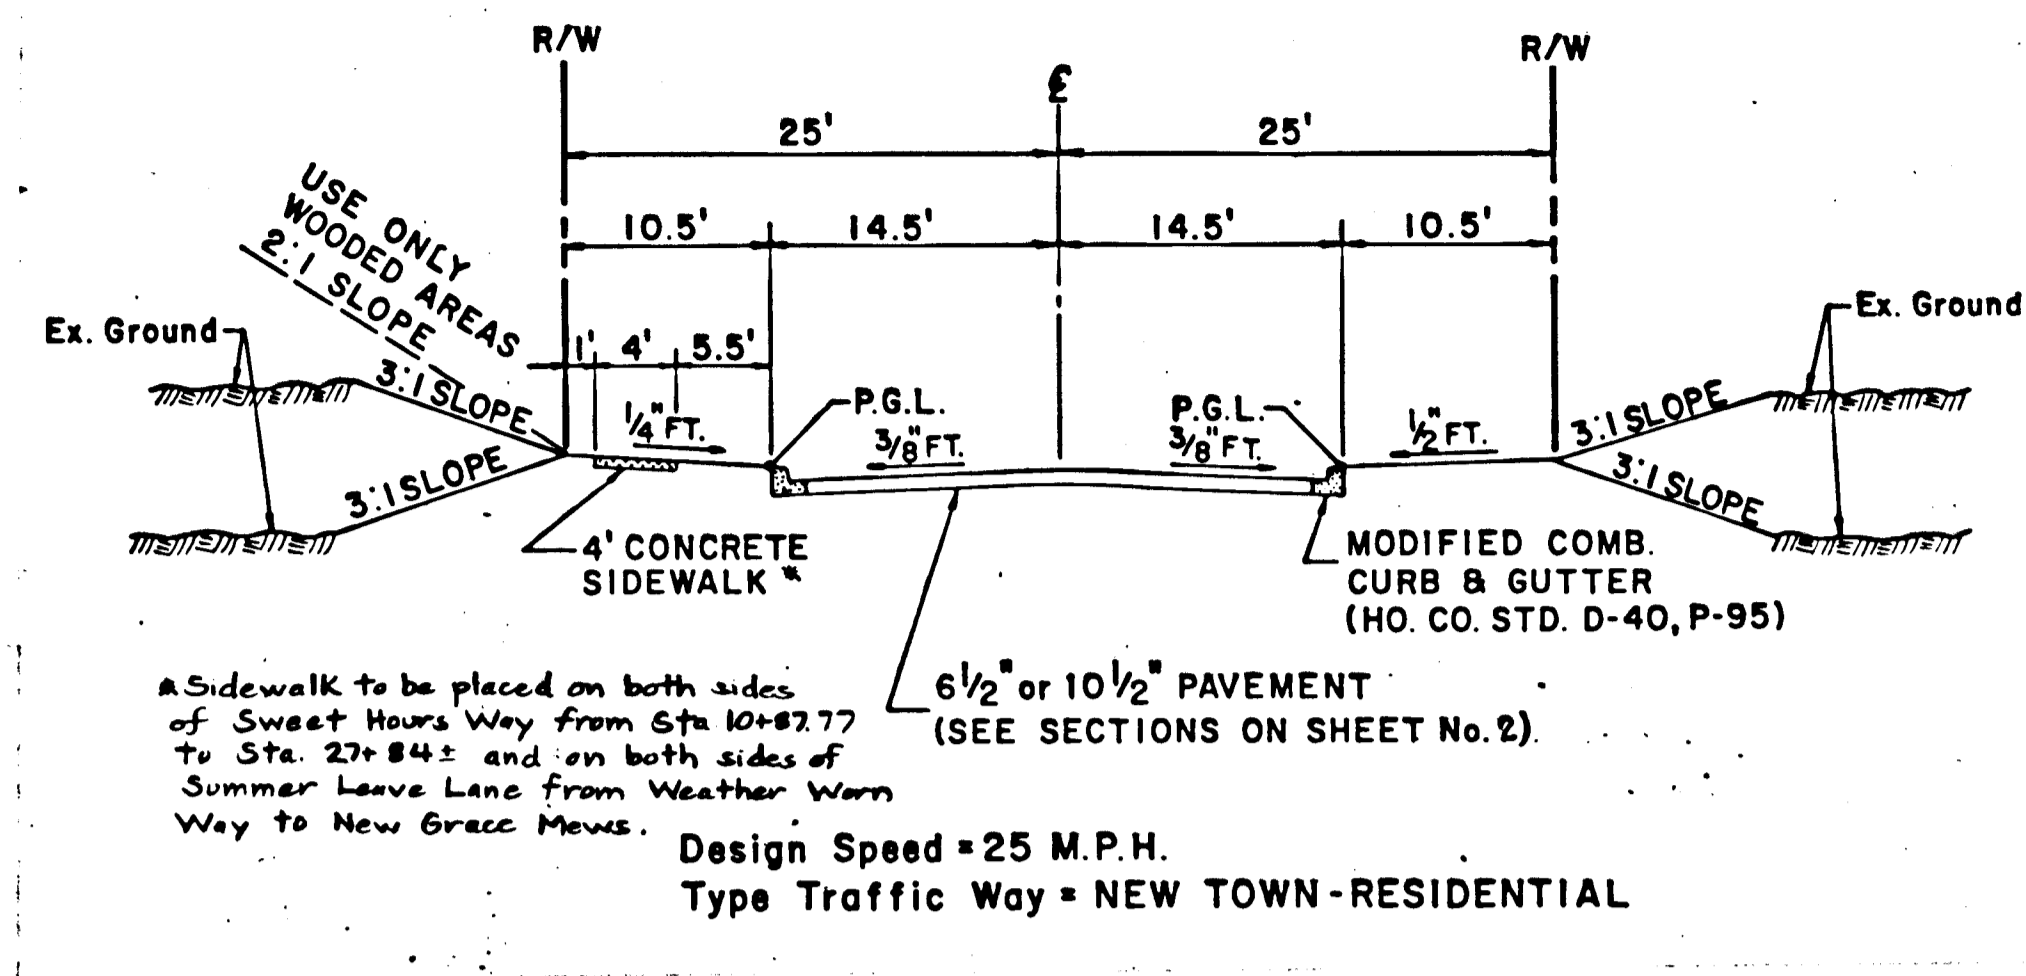 R/W
R/W
℄
25'
25'
10.5'
14.5'
14.5'
10.5'
USE ONLY
WOODED AREAS
2:1 SLOPE
Ex. Ground
Ex. Ground
1'
4'
5.5'
3:1 SLOPE
3:1 SLOPE
1/4" FT.
P.G.L.
3/8" FT.
P.G.L.
3/8" FT.
1/2" FT.
3:1 SLOPE
3:1 SLOPE
4' CONCRETE
SIDEWALK *
MODIFIED COMB.
CURB & GUTTER
(HO. CO. STD. D-40, P-95)
6 1/2" or 10 1/2" PAVEMENT
(SEE SECTIONS ON SHEET No. 2).
* Sidewalk to be placed on both sides
of Sweet Hours Way from Sta 10+87.77
to Sta. 27+84± and on both sides of
Summer Leave Lane from Weather Worn
Way to New Grace Mews.
Design Speed = 25 M.P.H.
Type Traffic Way = NEW TOWN-RESIDENTIAL